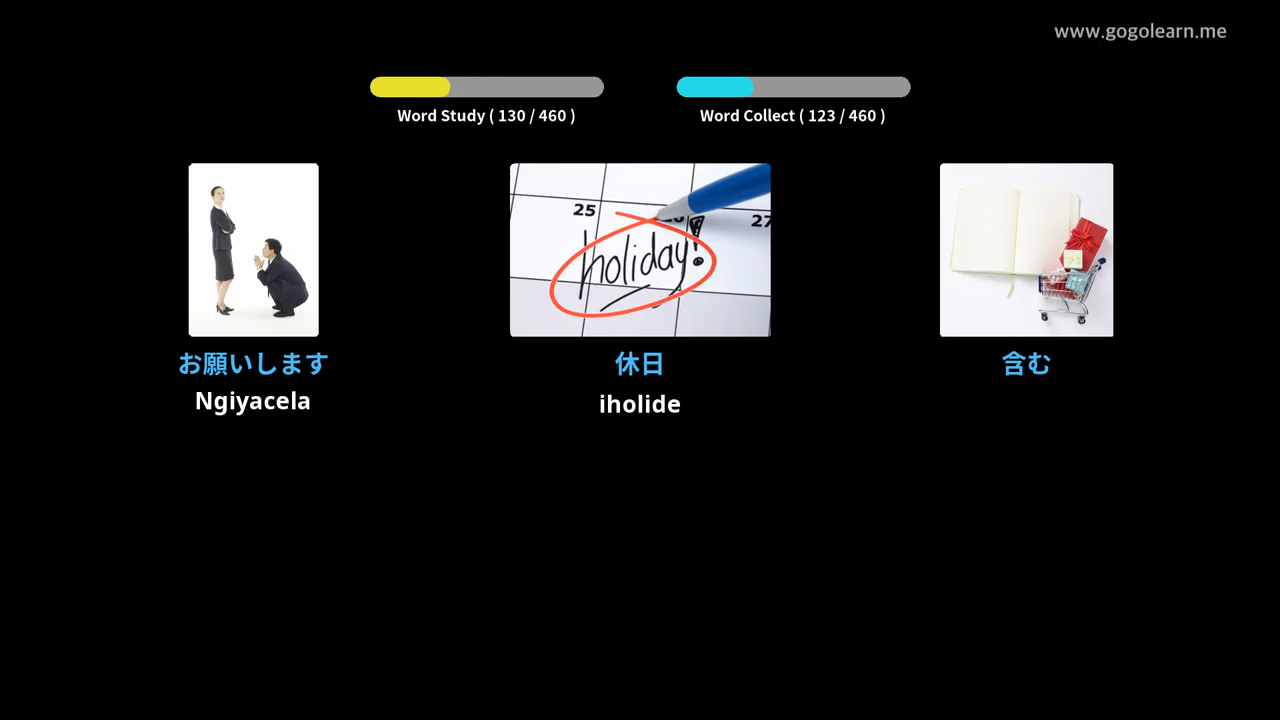 www.gogolearn.me
Word Study ( 130 / 460 )
Word Collect ( 123 / 460 )
25
27
holiday!
お願いします
休日
含む
Ngiyacela
iholide